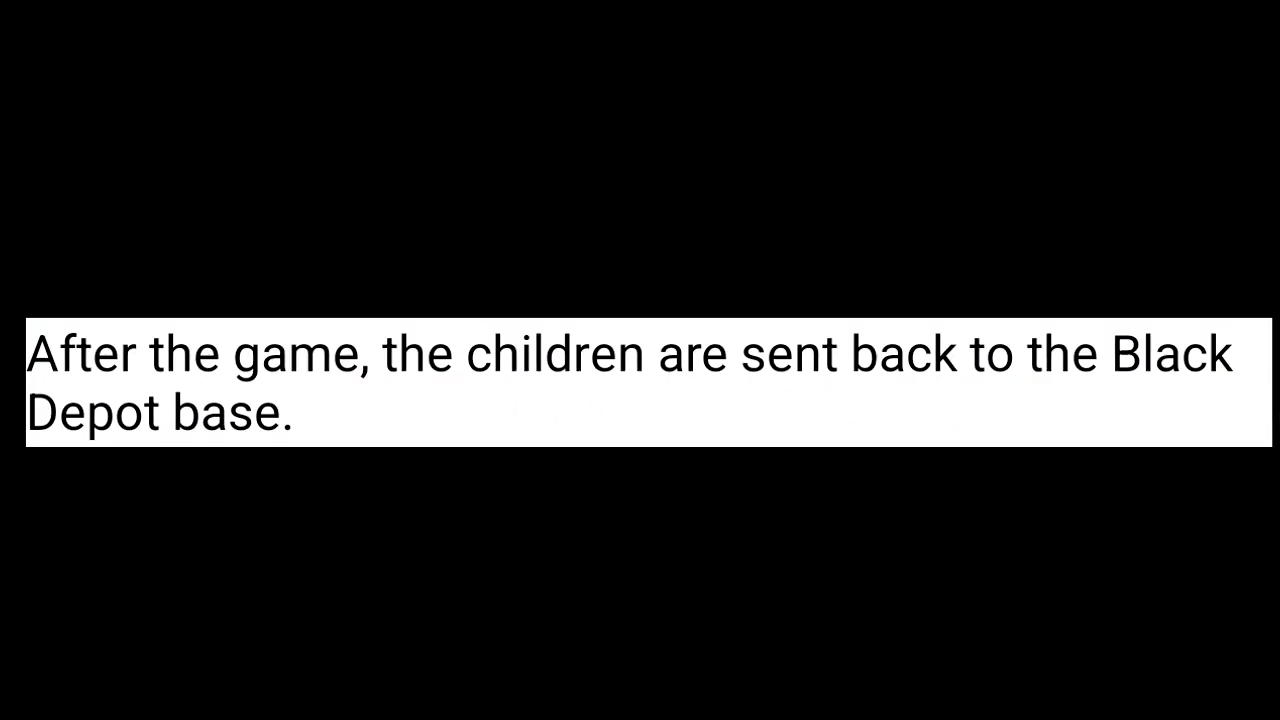 After the game, the children are sent back to the Black
Depot base.